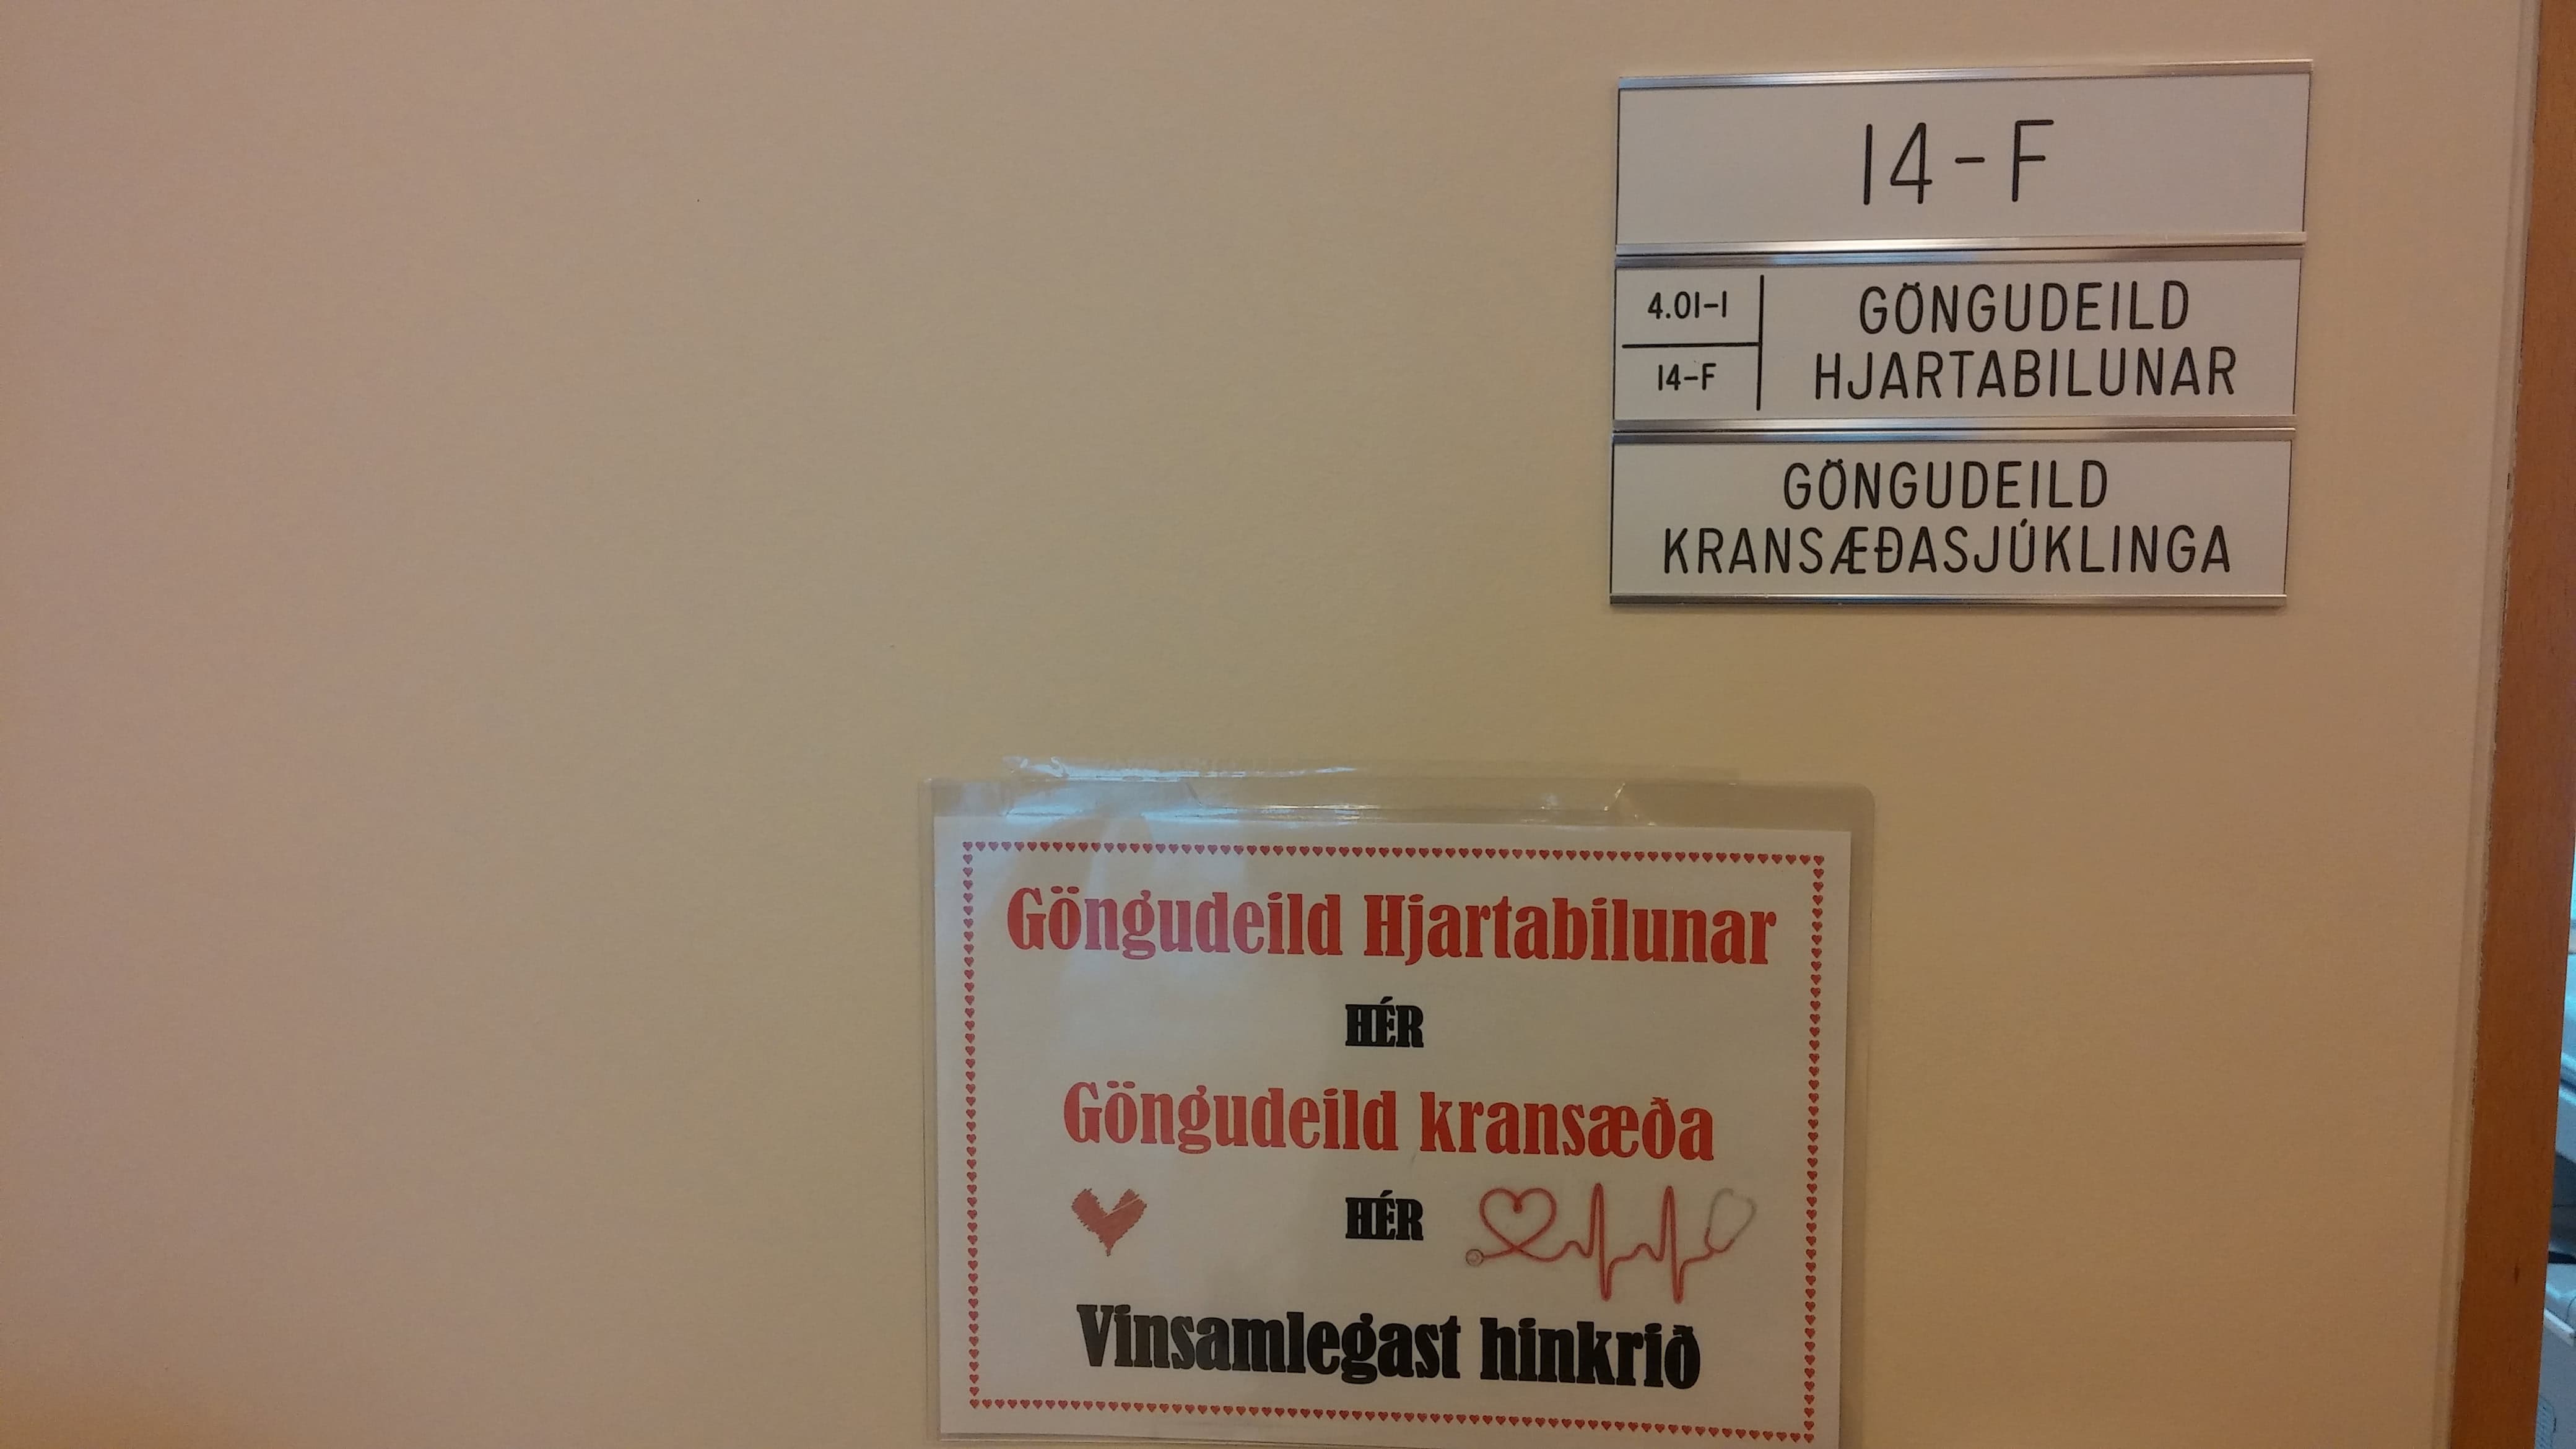 14-F
4.01-1
14-F
GÖNGUDEILD
HJARTABILUNAR
GÖNGUDEILD
KRANSÆÐASJÚKLINGA
Göngudeild Hjartabilunar
HÉR
Göngudeild kransæða
HÉR
Vinsamlegast hinkrið